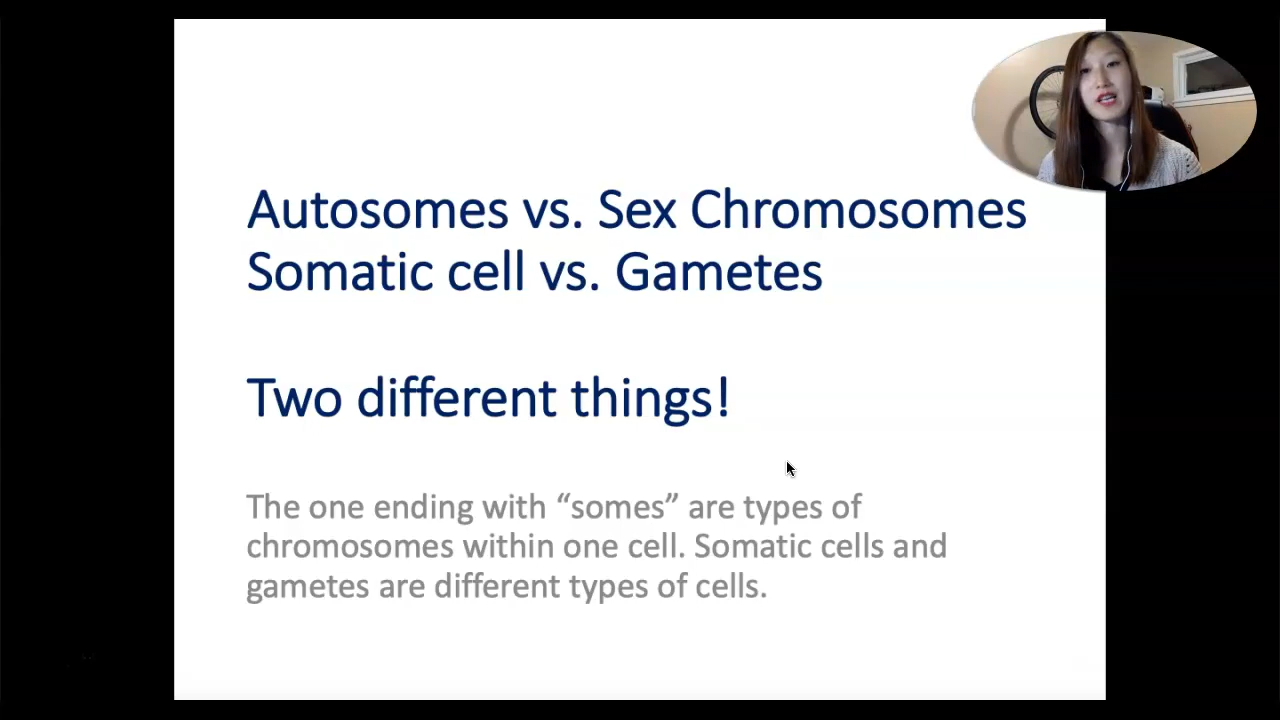 Autosomes vs. Sex Chromosomes
Somatic cell vs. Gametes
Two different things!
The one ending with “somes” are types of
chromosomes within one cell. Somatic cells and
gametes are different types of cells.